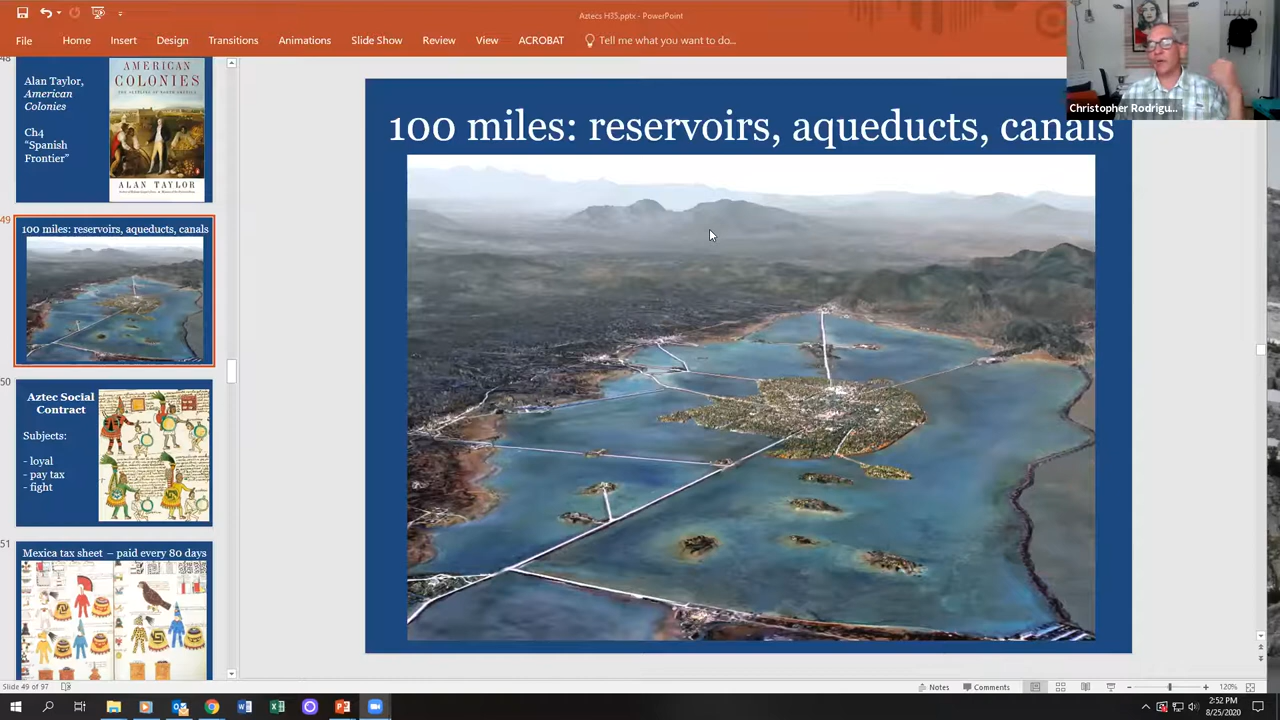 Aztecs H35.pptx - PowerPoint
File Home Insert Design Transitions Animations Slide Show Review View ACROBAT Tell me what you want to do...
Christopher Rodrigu...
48
Alan Taylor,
American
Colonies
Ch4
“Spanish
Frontier”
AMERICAN
COLONIES
ALAN TAYLOR
49
100 miles: reservoirs, aqueducts, canals
50
Aztec Social
Contract
Subjects:
- loyal
- pay tax
- fight
51
Mexica tax sheet – paid every 80 days
100 miles: reservoirs, aqueducts, canals
Slide 49 of 97
Notes Comments 120%
2:52 PM
8/25/2020